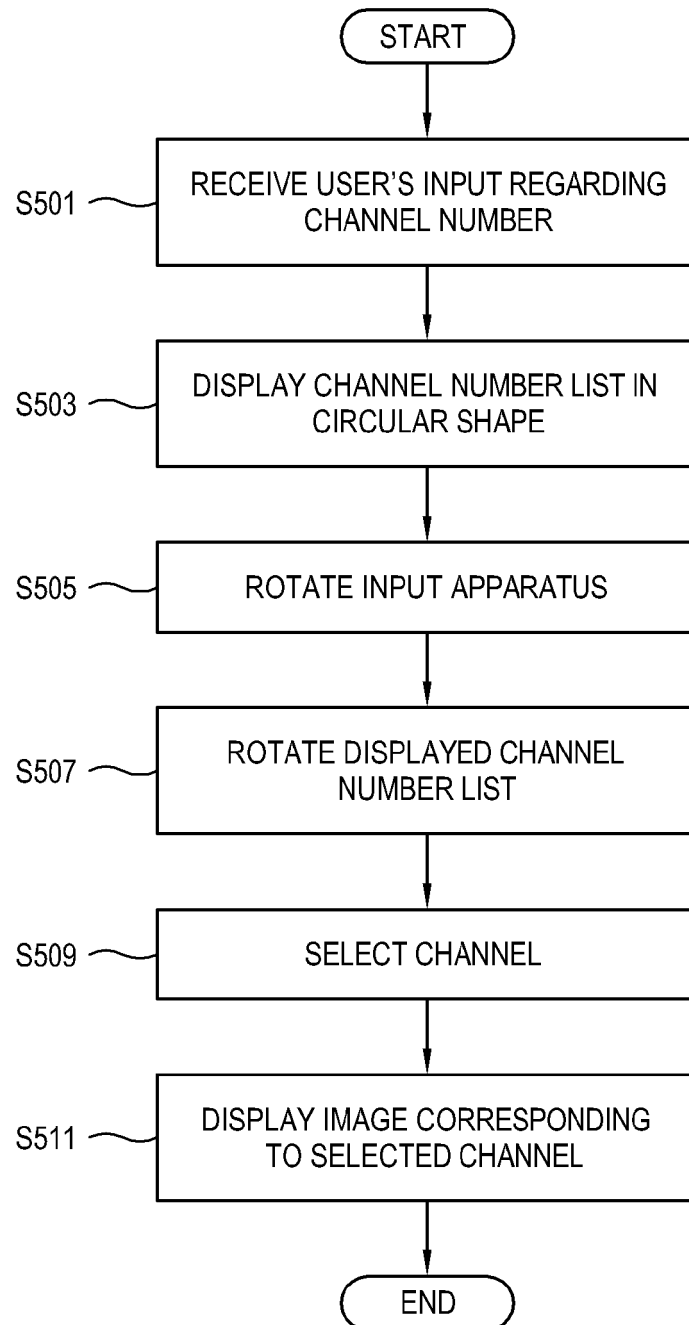 START
S501
RECEIVE USER'S INPUT REGARDING
CHANNEL NUMBER
S503
DISPLAY CHANNEL NUMBER LIST IN
CIRCULAR SHAPE
S505
ROTATE INPUT APPARATUS
S507
ROTATE DISPLAYED CHANNEL
NUMBER LIST
S509
SELECT CHANNEL
S511
DISPLAY IMAGE CORRESPONDING
TO SELECTED CHANNEL
END